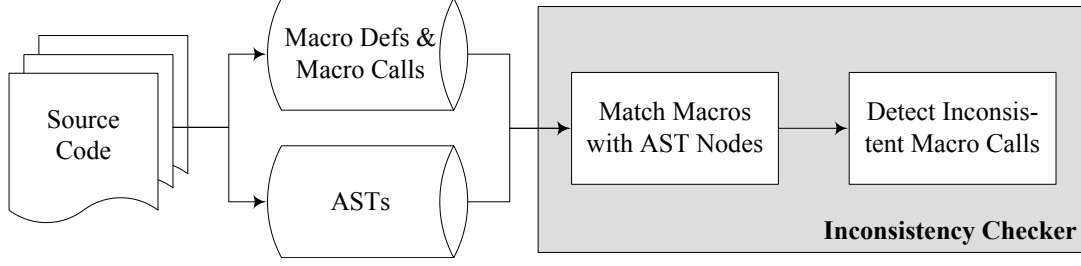 Source
Code
Macro Defs &
Macro Calls
ASTs
Match Macros
with AST Nodes
Detect Inconsis-
tent Macro Calls
Inconsistency Checker